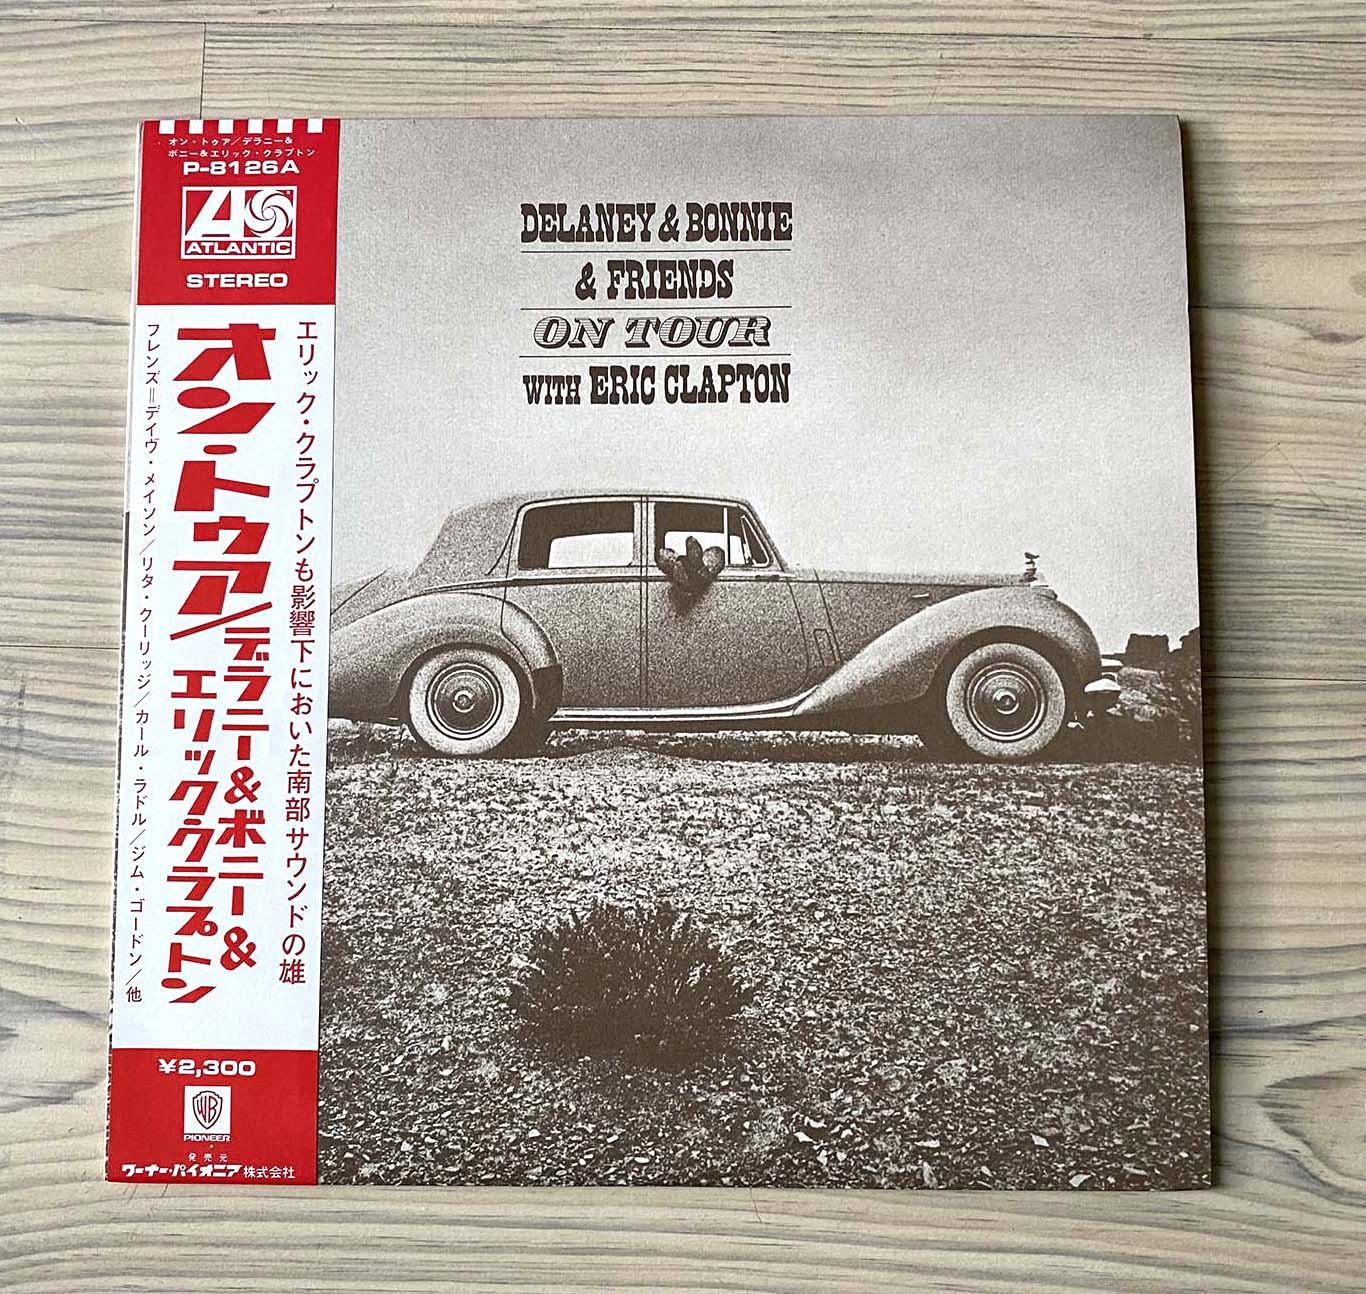 オン・トゥア／デラニー&
ボニー&エリック・クラプトン
P-8126A
ATLANTIC
STEREO
エリック・クラプトンも影響下においた南部サウンドの雄
オン・トゥア／デラニー&ボニー&
エリック・クラプトン
フレンズ＝デイヴ・メイソン／リタ・クーリッジ／カール・ラドル／ジム・ゴードン／他
¥2,300
WB
PIONEER
発売元
ワーナー・パイオニア株式会社
DELANEY & BONNIE
& FRIENDS
ON TOUR
WITH ERIC CLAPTON